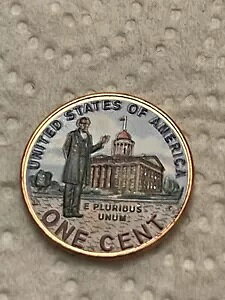 UNITED STATES OF AMERICA
E PLURIBUS
UNUM
ONE CENT